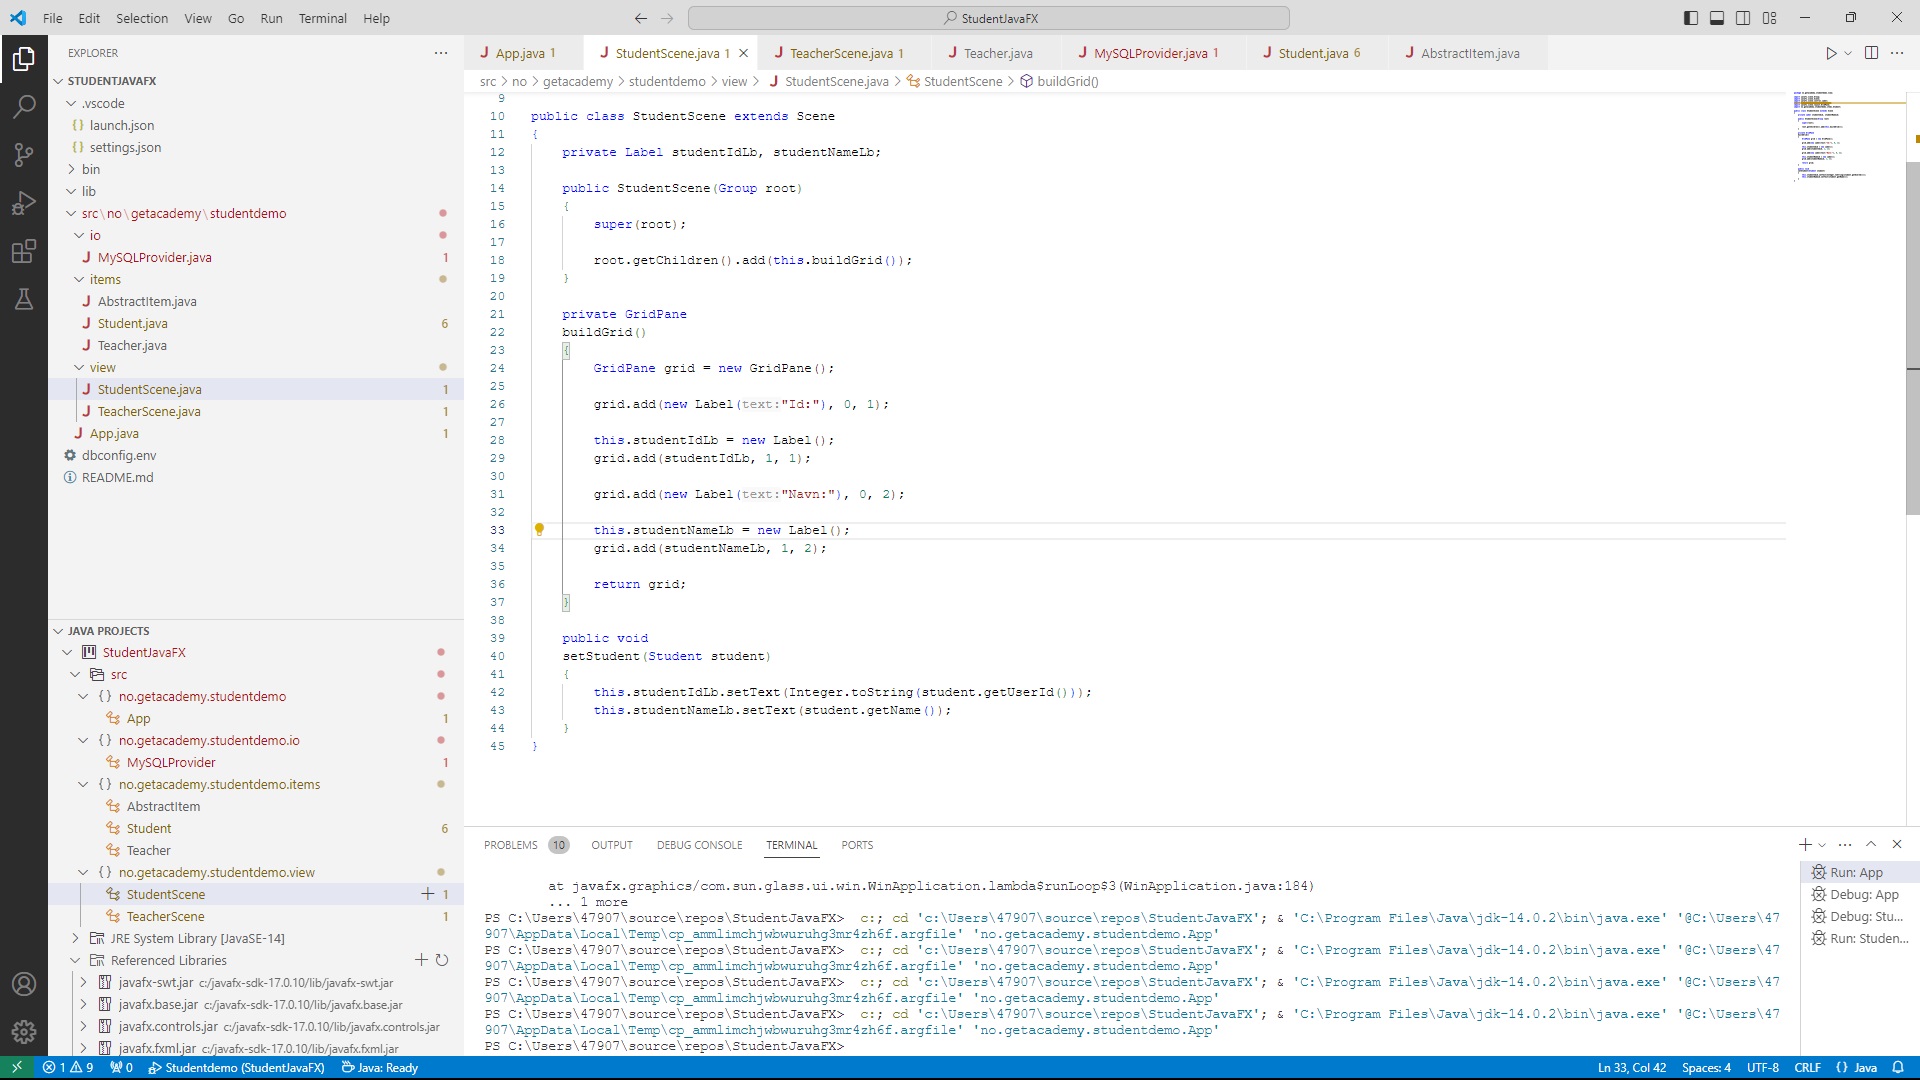 File Edit Selection View Go Run Terminal Help
StudentJavaFX
EXPLORER
STUDENTJAVAFX
.vscode
launch.json
settings.json
bin
lib
src\no\getacademy\studentdemo
io
MySQLProvider.java 1
items
AbstractItem.java
Student.java 6
Teacher.java
view
StudentScene.java 1
TeacherScene.java 1
App.java 1
dbconfig.env
README.md
JAVA PROJECTS
StudentJavaFX
src
no.getacademy.studentdemo
App 1
no.getacademy.studentdemo.io
MySQLProvider 1
no.getacademy.studentdemo.items
AbstractItem
Student 6
Teacher
no.getacademy.studentdemo.view
StudentScene 1
TeacherScene 1
JRE System Library [JavaSE-14]
Referenced Libraries
javafx-swt.jar c:/javafx-sdk-17.0.10/lib/javafx-swt.jar
javafx.base.jar c:/javafx-sdk-17.0.10/lib/javafx.base.jar
javafx.controls.jar c:/javafx-sdk-17.0.10/lib/javafx.controls.jar
javafx.fxml.jar c:/javafx-sdk-17.0.10/lib/javafx.fxml.jar
App.java 1 StudentScene.java 1 TeacherScene.java 1 Teacher.java MySQLProvider.java 1 Student.java 6 AbstractItem.java
src > no > getacademy > studentdemo > view > StudentScene.java > StudentScene > buildGrid()
9
10 public class StudentScene extends Scene
11 {
12 private Label studentIdLb, studentNameLb;
13
14 public StudentScene(Group root)
15 {
16 super(root);
17
18 root.getChildren().add(this.buildGrid());
19 }
20
21 private GridPane
22 buildGrid()
23 {
24 GridPane grid = new GridPane();
25
26 grid.add(new Label(text:"Id:"), 0, 1);
27
28 this.studentIdLb = new Label();
29 grid.add(studentIdLb, 1, 1);
30
31 grid.add(new Label(text:"Navn:"), 0, 2);
32
33 this.studentNameLb = new Label();
34 grid.add(studentNameLb, 1, 2);
35
36 return grid;
37 }
38
39 public void
40 setStudent(Student student)
41 {
42 this.studentIdLb.setText(Integer.toString(student.getUserId()));
43 this.studentNameLb.setText(student.getName());
44 }
45 }
PROBLEMS 10 OUTPUT DEBUG CONSOLE TERMINAL PORTS
at javafx.graphics/com.sun.glass.ui.win.WinApplication.lambda$runLoop$3(WinApplication.java:184)
... 1 more
PS C:\Users\47907\source\repos\StudentJavaFX> c:; cd 'c:\Users\47907\source\repos\StudentJavaFX'; & 'C:\Program Files\Java\jdk-14.0.2\bin\java.exe' '@C:\Users\47
907\AppData\Local\Temp\cp_ammlimchjwbwuruhg3mr4zh6f.argfile' 'no.getacademy.studentdemo.App'
PS C:\Users\47907\source\repos\StudentJavaFX> c:; cd 'c:\Users\47907\source\repos\StudentJavaFX'; & 'C:\Program Files\Java\jdk-14.0.2\bin\java.exe' '@C:\Users\47
907\AppData\Local\Temp\cp_ammlimchjwbwuruhg3mr4zh6f.argfile' 'no.getacademy.studentdemo.App'
PS C:\Users\47907\source\repos\StudentJavaFX> c:; cd 'c:\Users\47907\source\repos\StudentJavaFX'; & 'C:\Program Files\Java\jdk-14.0.2\bin\java.exe' '@C:\Users\47
907\AppData\Local\Temp\cp_ammlimchjwbwuruhg3mr4zh6f.argfile' 'no.getacademy.studentdemo.App'
PS C:\Users\47907\source\repos\StudentJavaFX> c:; cd 'c:\Users\47907\source\repos\StudentJavaFX'; & 'C:\Program Files\Java\jdk-14.0.2\bin\java.exe' '@C:\Users\47
907\AppData\Local\Temp\cp_ammlimchjwbwuruhg3mr4zh6f.argfile' 'no.getacademy.studentdemo.App'
PS C:\Users\47907\source\repos\StudentJavaFX>
Run: App
Debug: App
Debug: Stu...
Run: Studen...
1 9 0 Studentdemo (StudentJavaFX) Java: Ready Ln 33, Col 42 Spaces: 4 UTF-8 CRLF {} Java